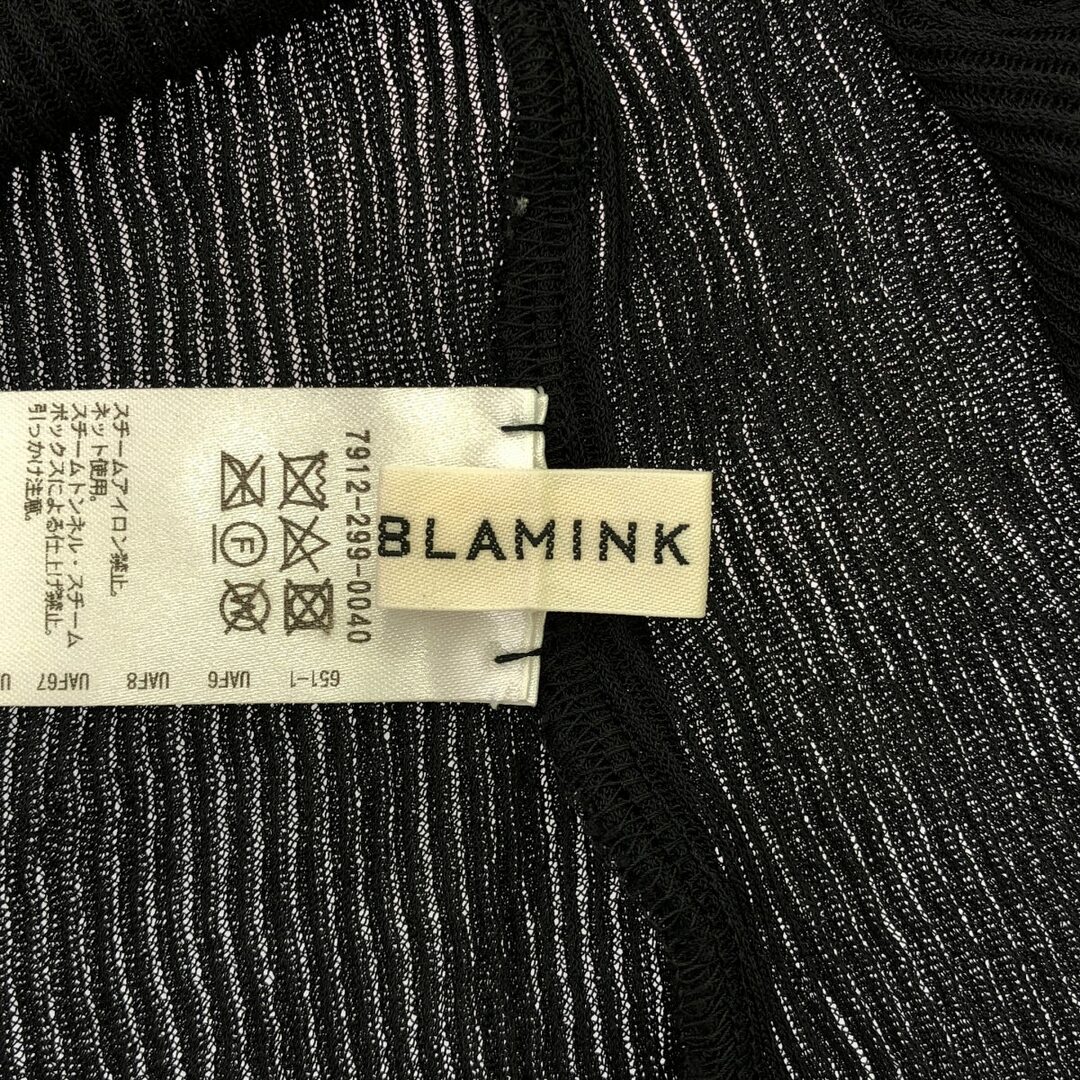 BLAMINK
7912-299-0040
スチームアイロン禁止。
ネット使用。
スチームトンネル・スチーム
ボックスによる仕上げ禁止。
引っかけ注意。
651-1 UAF6 UAF8 UAF67